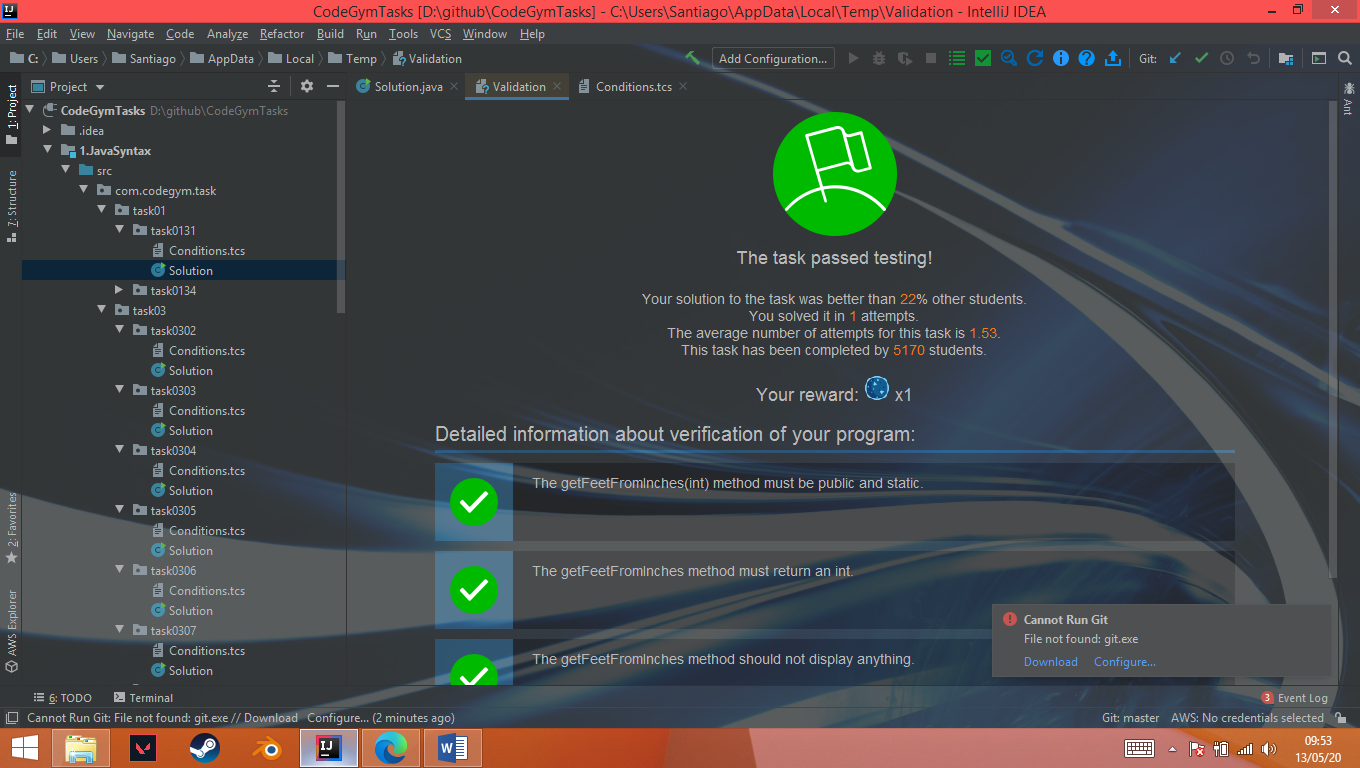 IJ
CodeGymTasks [D:\github\CodeGymTasks] - C:\Users\Santiago\AppData\Local\Temp\Validation - IntelliJ IDEA
File Edit View Navigate Code Analyze Refactor Build Run Tools VCS Window Help
C: Users Santiago AppData Local Temp Validation Add Configuration... Git:
Project Solution.java Validation Conditions.tcs
1: Project
7: Structure
2: Favorites
AWS Explorer
Ant
CodeGymTasks D:\github\CodeGymTasks
.idea
1.JavaSyntax
src
com.codegym.task
task01
task0131
Conditions.tcs
Solution
task0134
task03
task0302
Conditions.tcs
Solution
task0303
Conditions.tcs
Solution
task0304
Conditions.tcs
Solution
task0305
Conditions.tcs
Solution
task0306
Conditions.tcs
Solution
task0307
Conditions.tcs
Solution
The task passed testing!
Your solution to the task was better than 22% other students.
You solved it in 1 attempts.
The average number of attempts for this task is 1.53.
This task has been completed by 5170 students.
Your reward: x1
Detailed information about verification of your program:
The getFeetFromInches(int) method must be public and static.
The getFeetFromInches method must return an int.
The getFeetFromInches method should not display anything.
Cannot Run Git
File not found: git.exe
Download Configure...
6: TODO Terminal 3 Event Log
Cannot Run Git: File not found: git.exe // Download Configure... (2 minutes ago) Git: master AWS: No credentials selected
IJ W 09:53
13/05/20